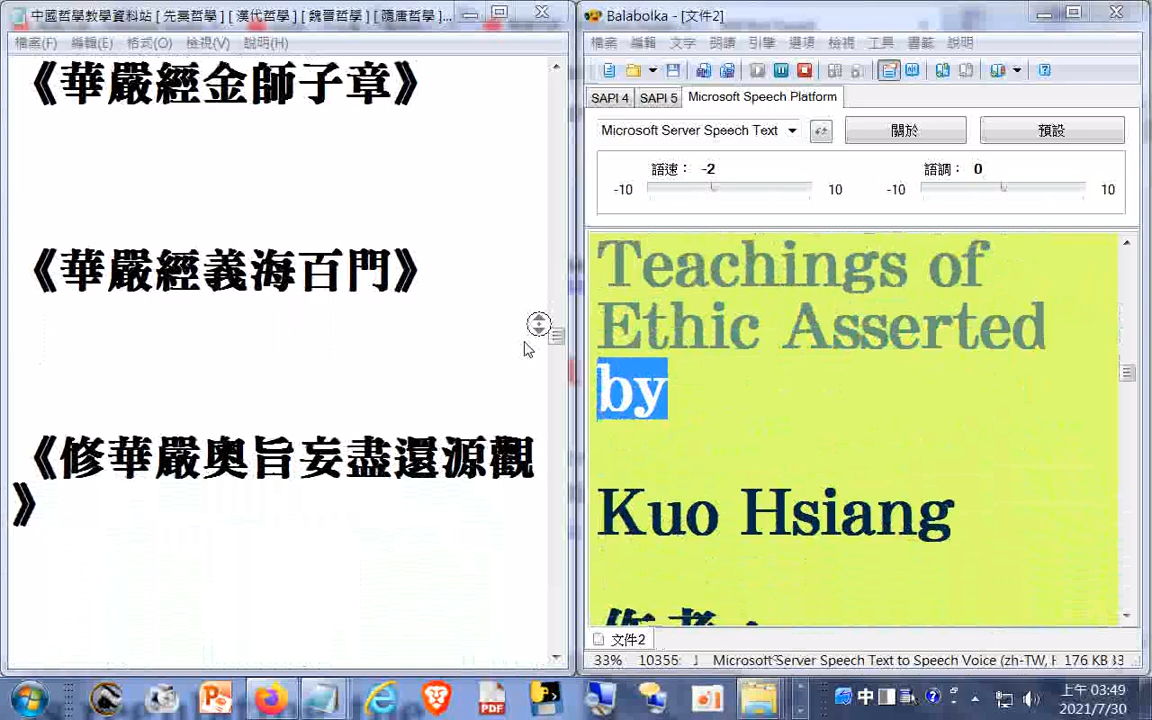 中國哲學教學資料站 [ 先秦哲學 ] [ 漢代哲學 ] [ 魏晉哲學 ] [ 隋唐哲學 ]...
檔案(F) 編輯(E) 格式(O) 檢視(V) 說明(H)
《華嚴經金師子章》
《華嚴經義海百門》
《修華嚴奧旨妄盡還源觀
》
Balabolka - [文件2]
檔案 編輯 文字 朗讀 引擎 選項 檢視 工具 書籤 說明
SAPI 4 SAPI 5 Microsoft Speech Platform
Microsoft Server Speech Text 關於 預設
語速： -2 語調： 0
-10 10 -10 10
Teachings of
Ethic Asserted
by
Kuo Hsiang
作者：
文件2
33% 10355: Microsoft Server Speech Text to Speech Voice (zh-TW, 176 KB
中
上午 03:49
2021/7/30